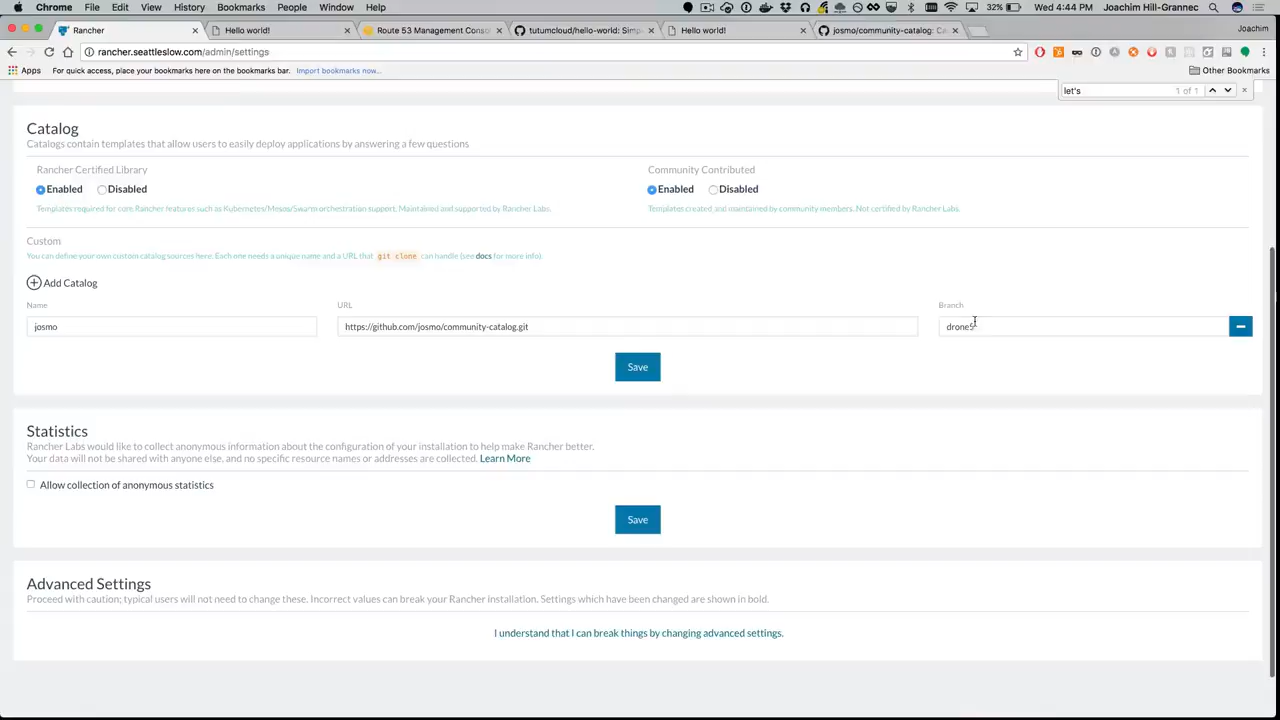 Chrome File Edit View History Bookmarks People Window Help 32% Wed 4:44 PM Joachim Hill-Grannec
Rancher Hello world! Route 53 Management Conso tutumcloud/hello-world: Simp Hello world! josmo/community-catalog: Ca Joachim
rancher.seattleslow.com/admin/settings
Apps For quick access, place your bookmarks here on the bookmarks bar. Import bookmarks now... Other Bookmarks
let's 1 of 1
Catalog
Catalogs contain templates that allow users to easily deploy applications by answering a few questions
Rancher Certified Library Community Contributed
Enabled Disabled Enabled Disabled
Templates required for core Rancher features such as Kubernetes/Mesos/Swarm orchestration support. Maintained and supported by Rancher Labs. Templates created and maintained by community members. Not certified by Rancher Labs.
Custom
You can define your own custom catalog sources here. Each one needs a unique name and a URL that git clone can handle (see docs for more info).
Add Catalog
Name URL Branch
josmo https://github.com/josmo/community-catalog.git drone5
Save
Statistics
Rancher Labs would like to collect anonymous information about the configuration of your installation to help make Rancher better.
Your data will not be shared with anyone else, and no specific resource names or addresses are collected. Learn More
Allow collection of anonymous statistics
Save
Advanced Settings
Proceed with caution; typical users will not need to change these. Incorrect values can break your Rancher installation. Settings which have been changed are shown in bold.
I understand that I can break things by changing advanced settings.